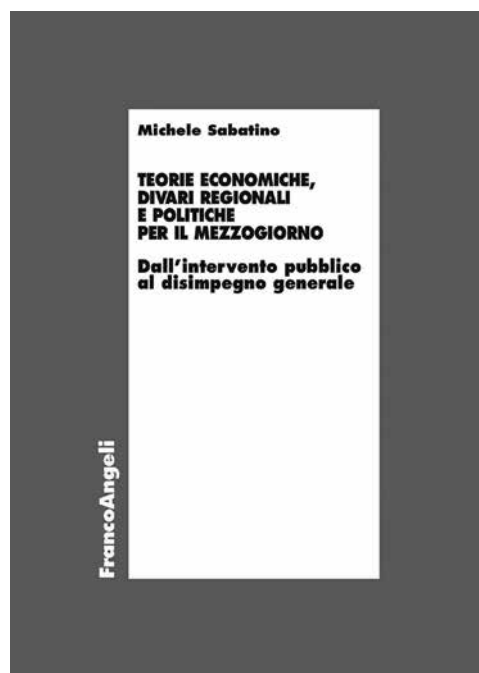 Michele Sabatino
TEORIE ECONOMICHE,
DIVARI REGIONALI
E POLITICHE
PER IL MEZZOGIORNO
Dall'intervento pubblico
al disimpegno generale
FrancoAngeli